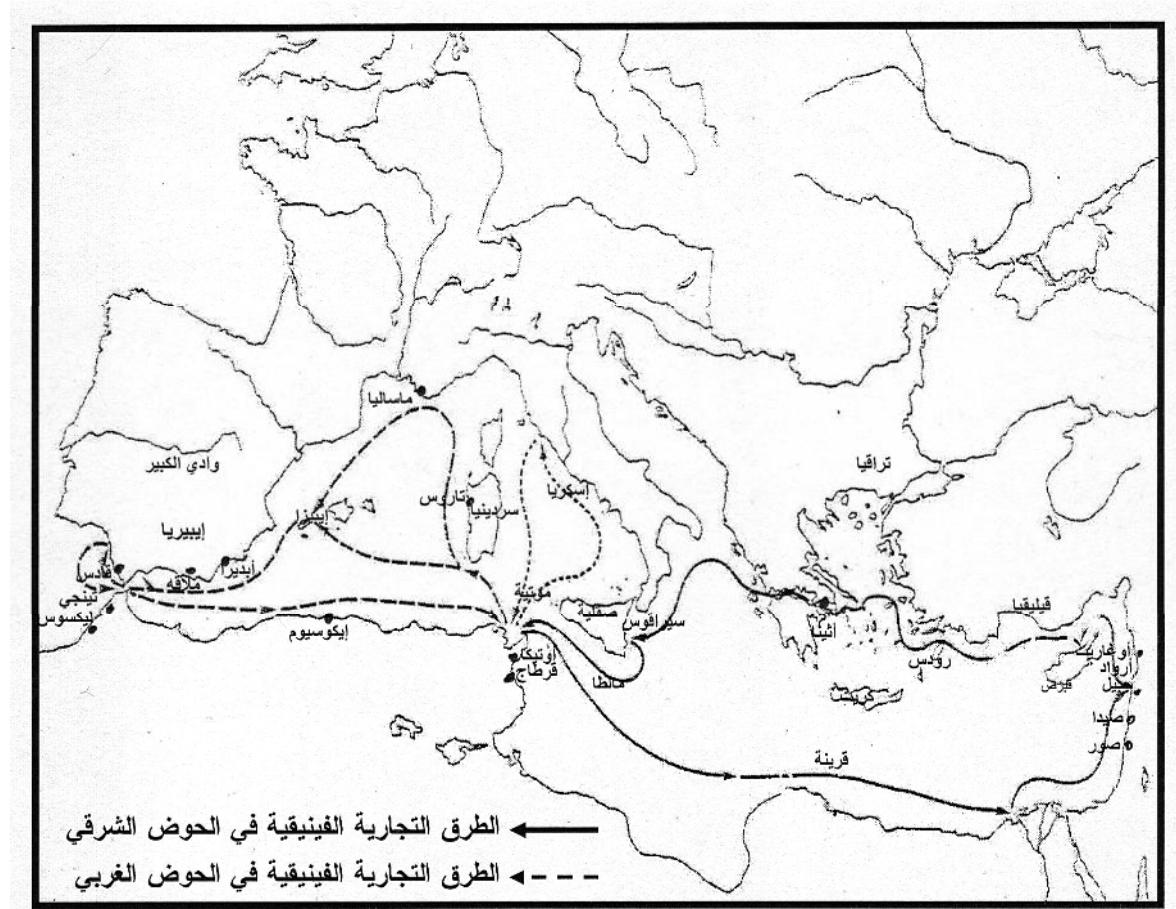 ماساليا
تراقيا
وادي الكبير
إسكريا
تاروس
سردينيا
إيبيزا
إيبيريا
أبديرا
قادس
ملاقه
تينجي
ليكسوس
إيكوسيوم
موتية
صقلية
سيراقوس
اثينا
قيليقيا
أوغاريت
أرواد
رودس
قبرص
جبيل
كريت
أوتيكا
قرطاج
مالطا
صيدا
صور
قرينة
الطرق التجارية الفينيقية في الحوض الشرقي
الطرق التجارية الفينيقية في الحوض الغربي